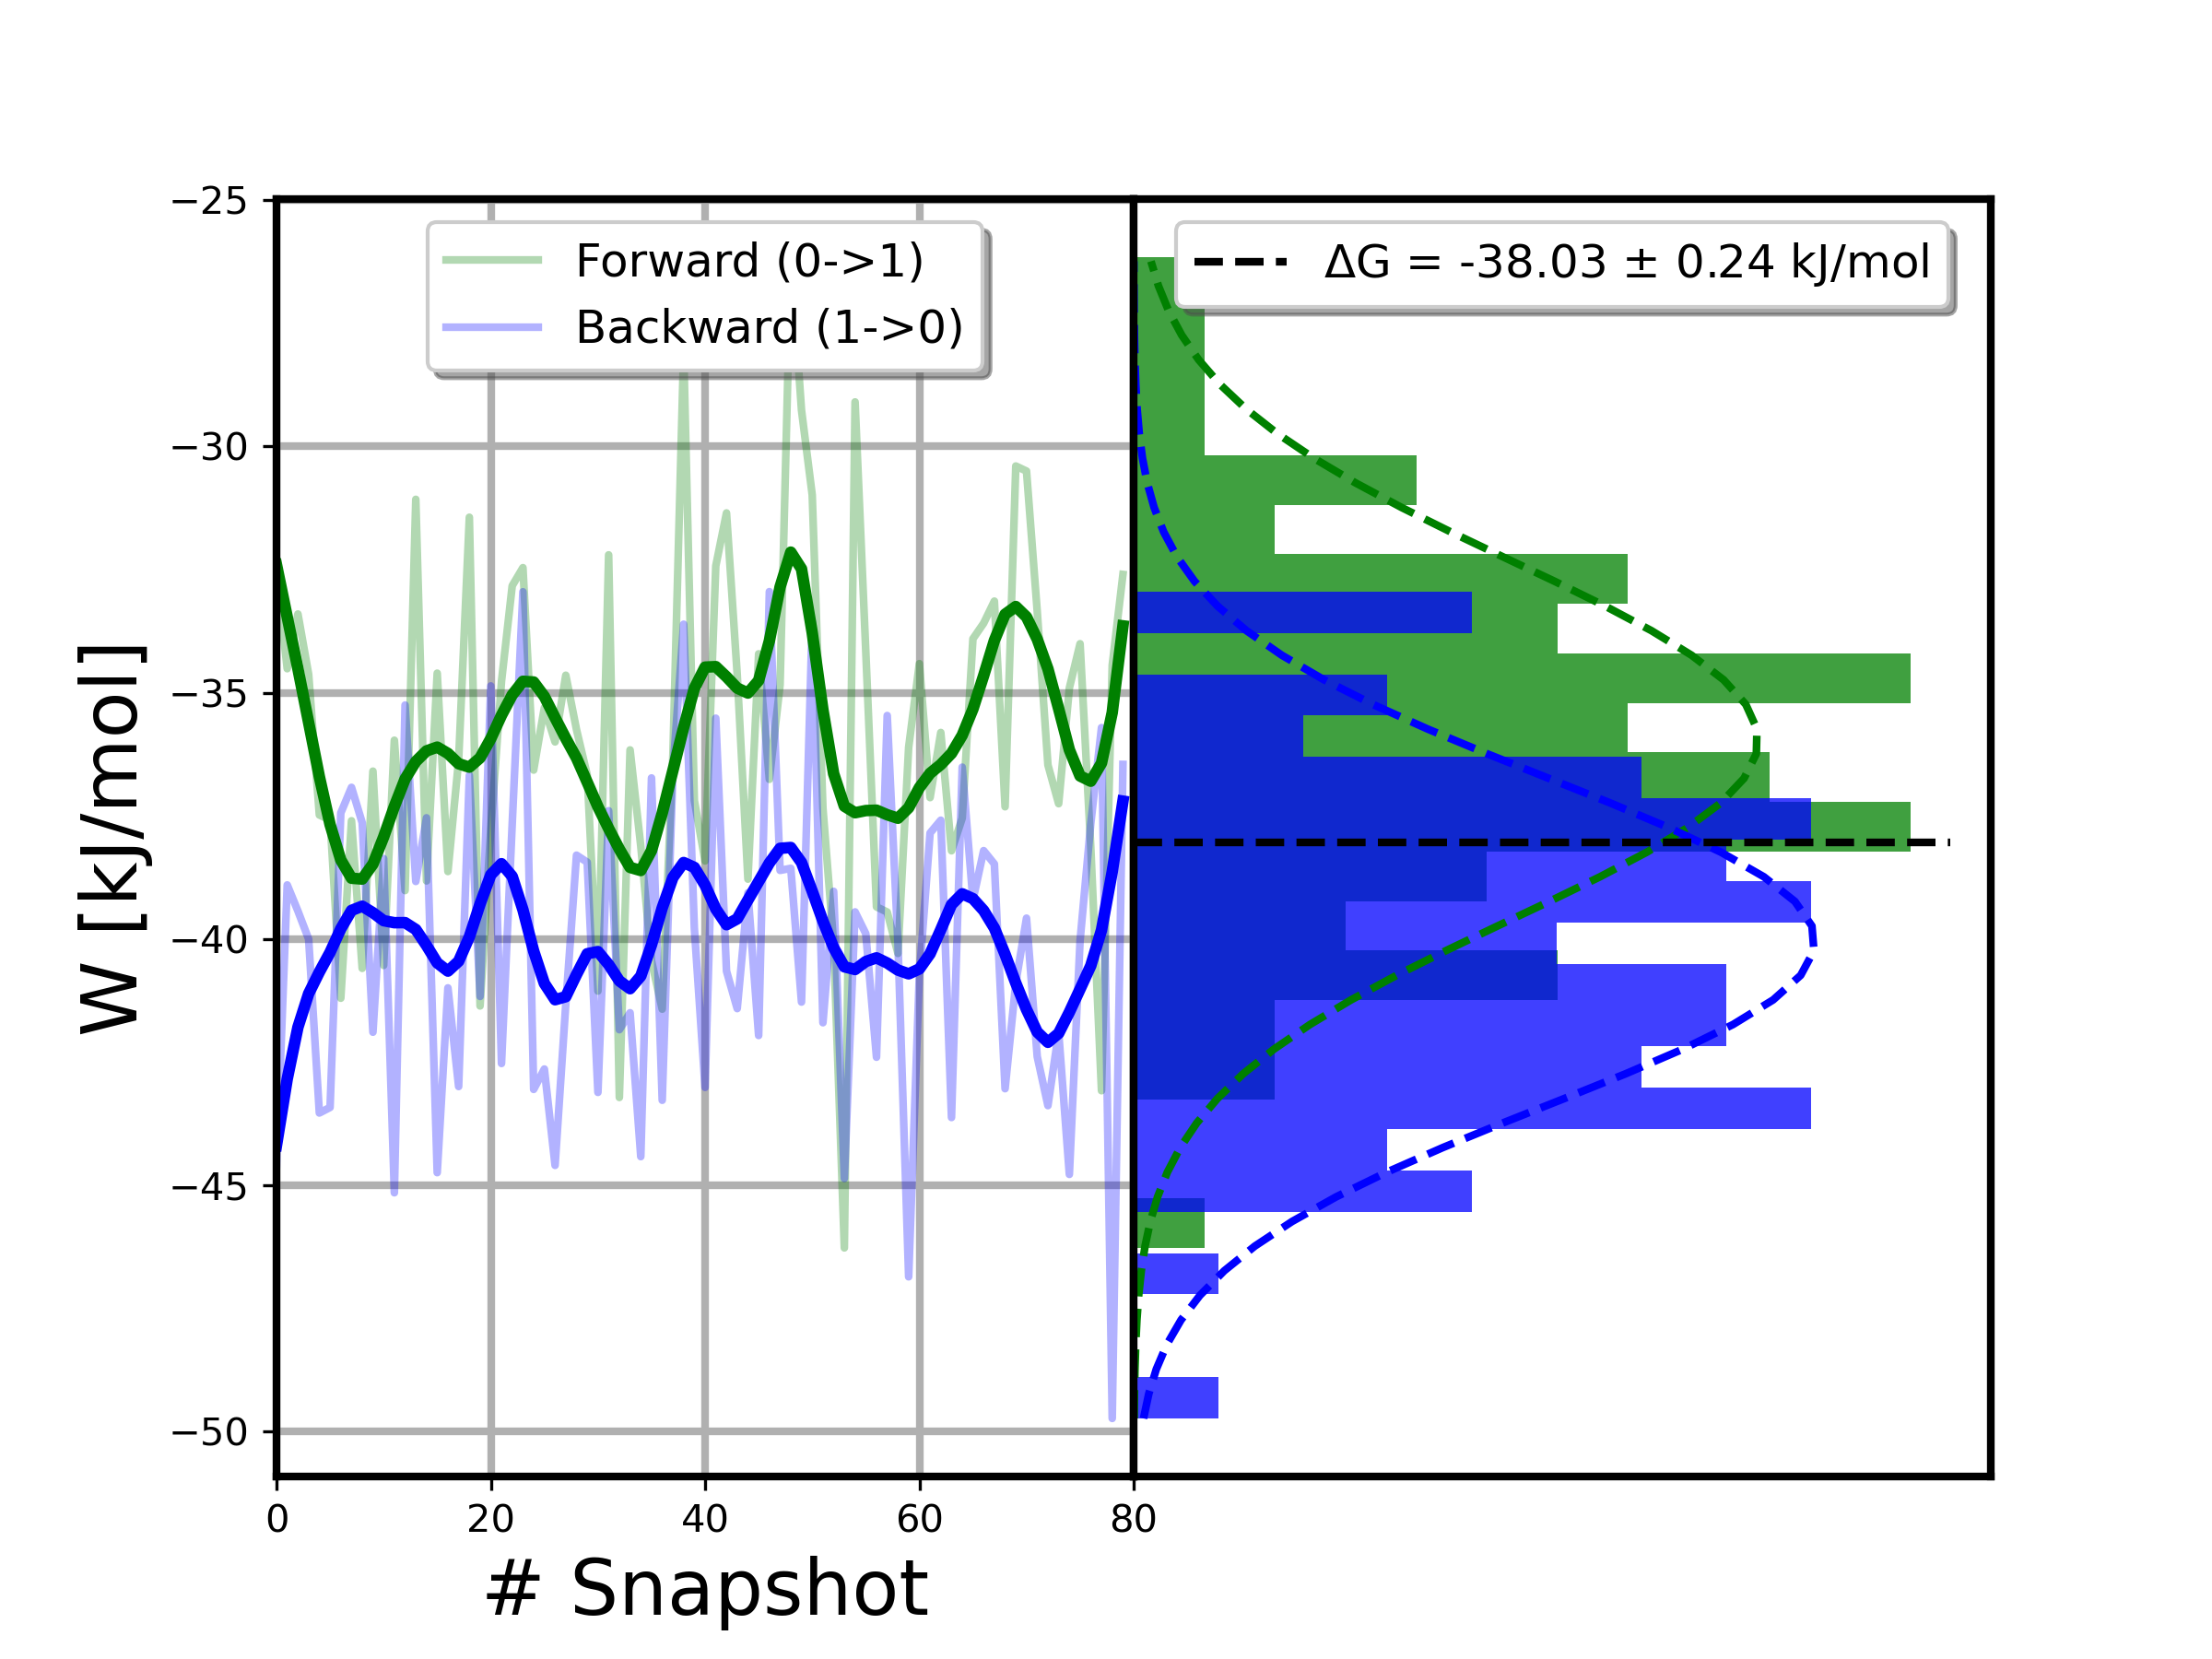 −25
−30
−35
−40
−45
−50
W [kJ/mol]
Forward (0->1)
Backward (1->0)
ΔG = -38.03 ± 0.24 kJ/mol
0 20 40 60 80
# Snapshot